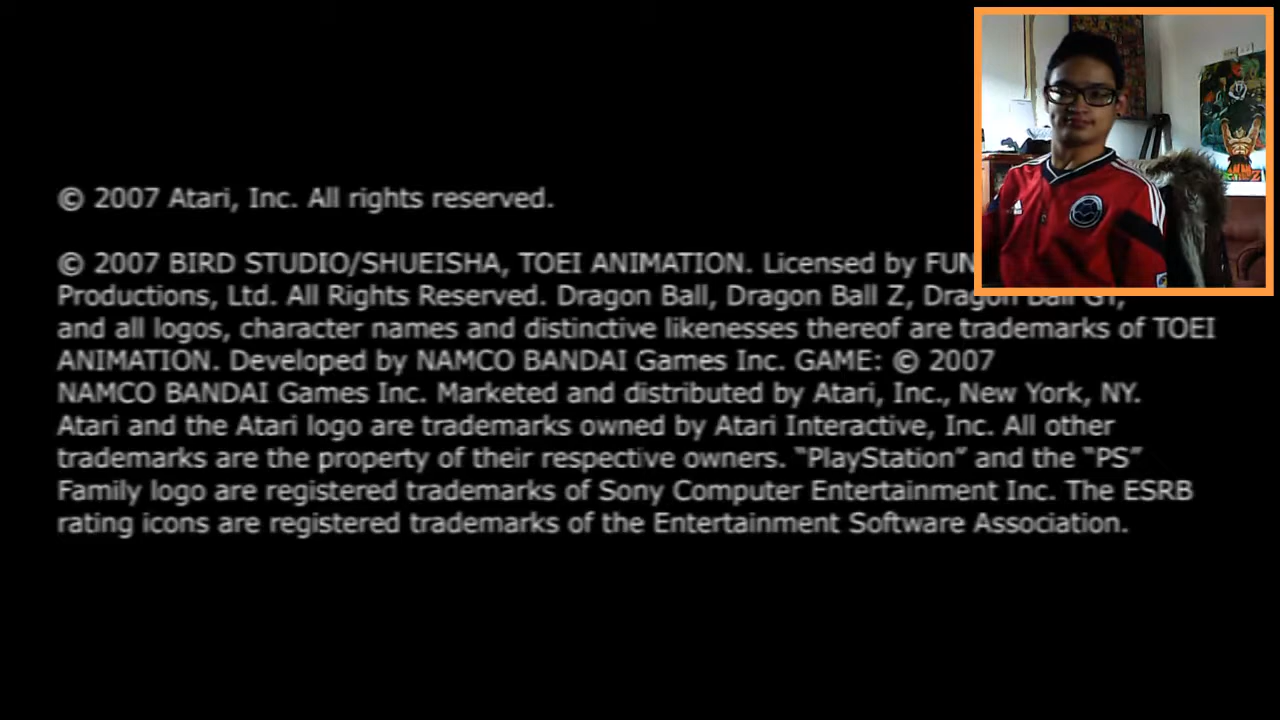 © 2007 Atari, Inc. All rights reserved.
© 2007 BIRD STUDIO/SHUEISHA, TOEI ANIMATION. Licensed by FUN
Productions, Ltd. All Rights Reserved. Dragon Ball, Dragon Ball Z, Dragon Ball GT,
and all logos, character names and distinctive likenesses thereof are trademarks of TOEI
ANIMATION. Developed by NAMCO BANDAI Games Inc. GAME: © 2007
NAMCO BANDAI Games Inc. Marketed and distributed by Atari, Inc., New York, NY.
Atari and the Atari logo are trademarks owned by Atari Interactive, Inc. All other
trademarks are the property of their respective owners. “PlayStation” and the “PS”
Family logo are registered trademarks of Sony Computer Entertainment Inc. The ESRB
rating icons are registered trademarks of the Entertainment Software Association.